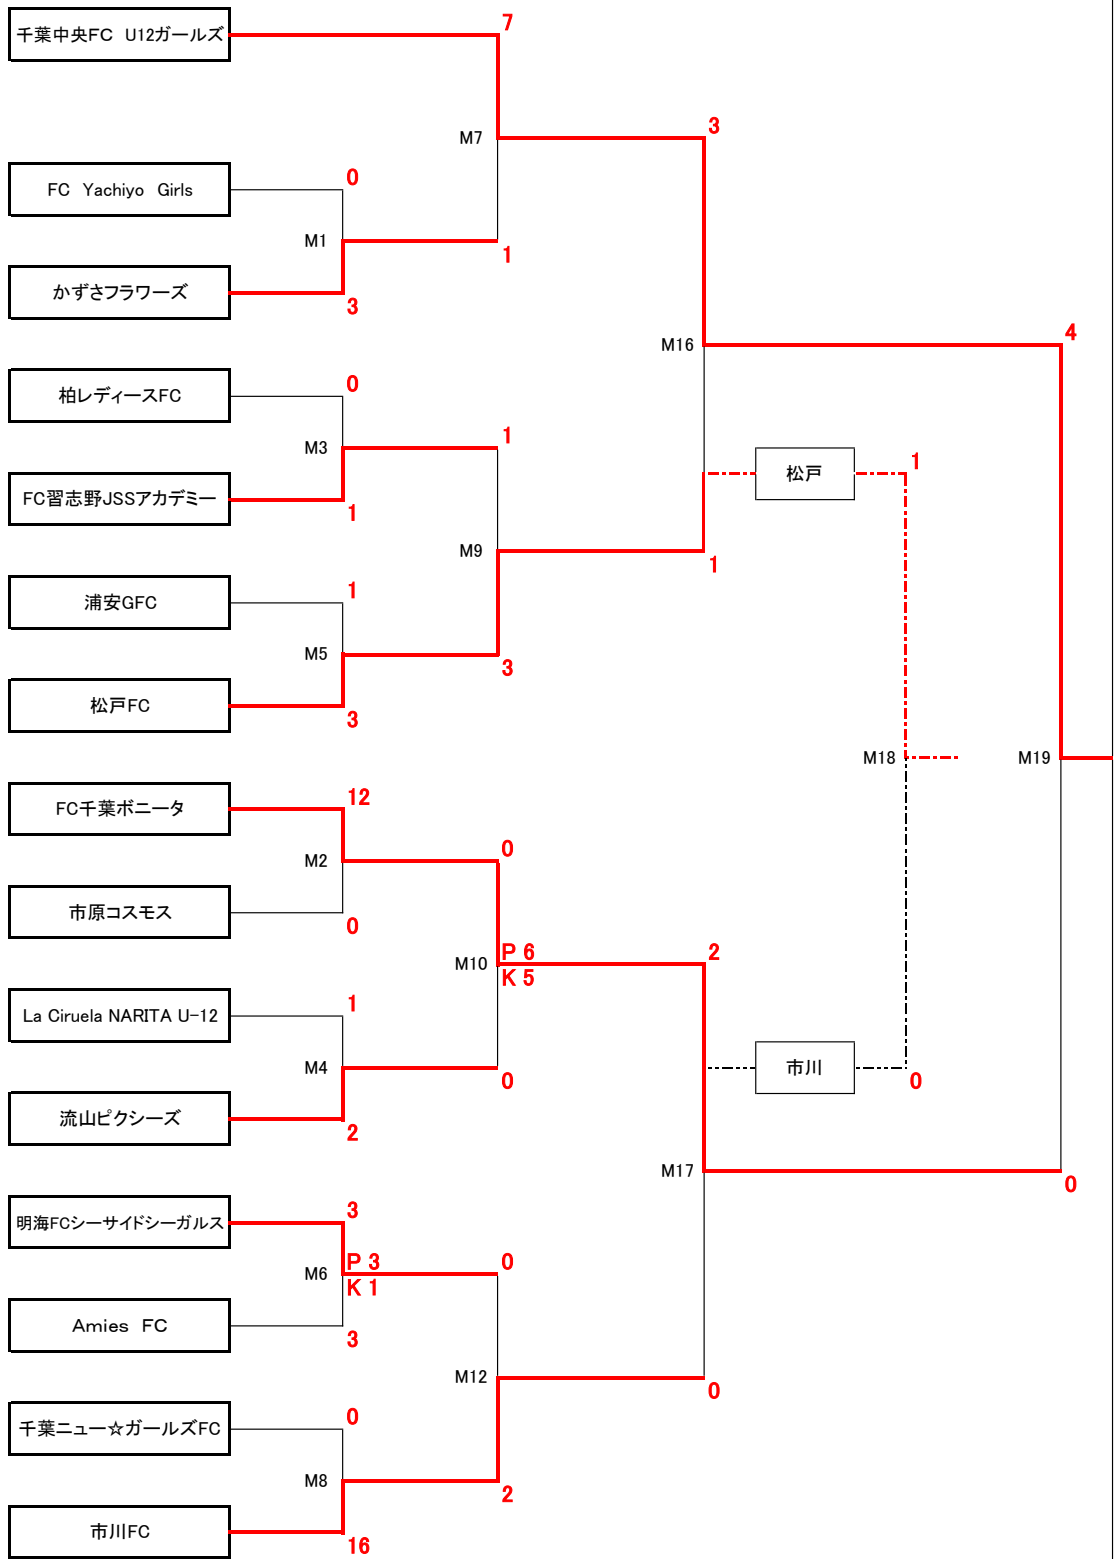 7
千葉中央FC U12ガールズ
3
M7
0
FC Yachiyo Girls
M1
1
かずさフラワーズ
3
4
M16
0
柏レディースFC
1
M3
1
松戸
FC習志野JSSアカデミー
1
M9
1
1
浦安GFC
M5
3
松戸FC
3
M18
M19
12
FC千葉ボニータ
0
M2
市原コスモス
0
2
P 6
M10
K 5
1
La Ciruela NARITA U-12
M4
市川
0
0
流山ピクシーズ
2
M17
0
3
明海FCシーサイドシーガルス
P 3
0
M6
K 1
Amies FC
3
M12
0
0
千葉ニュー☆ガールズFC
M8
2
市川FC
16